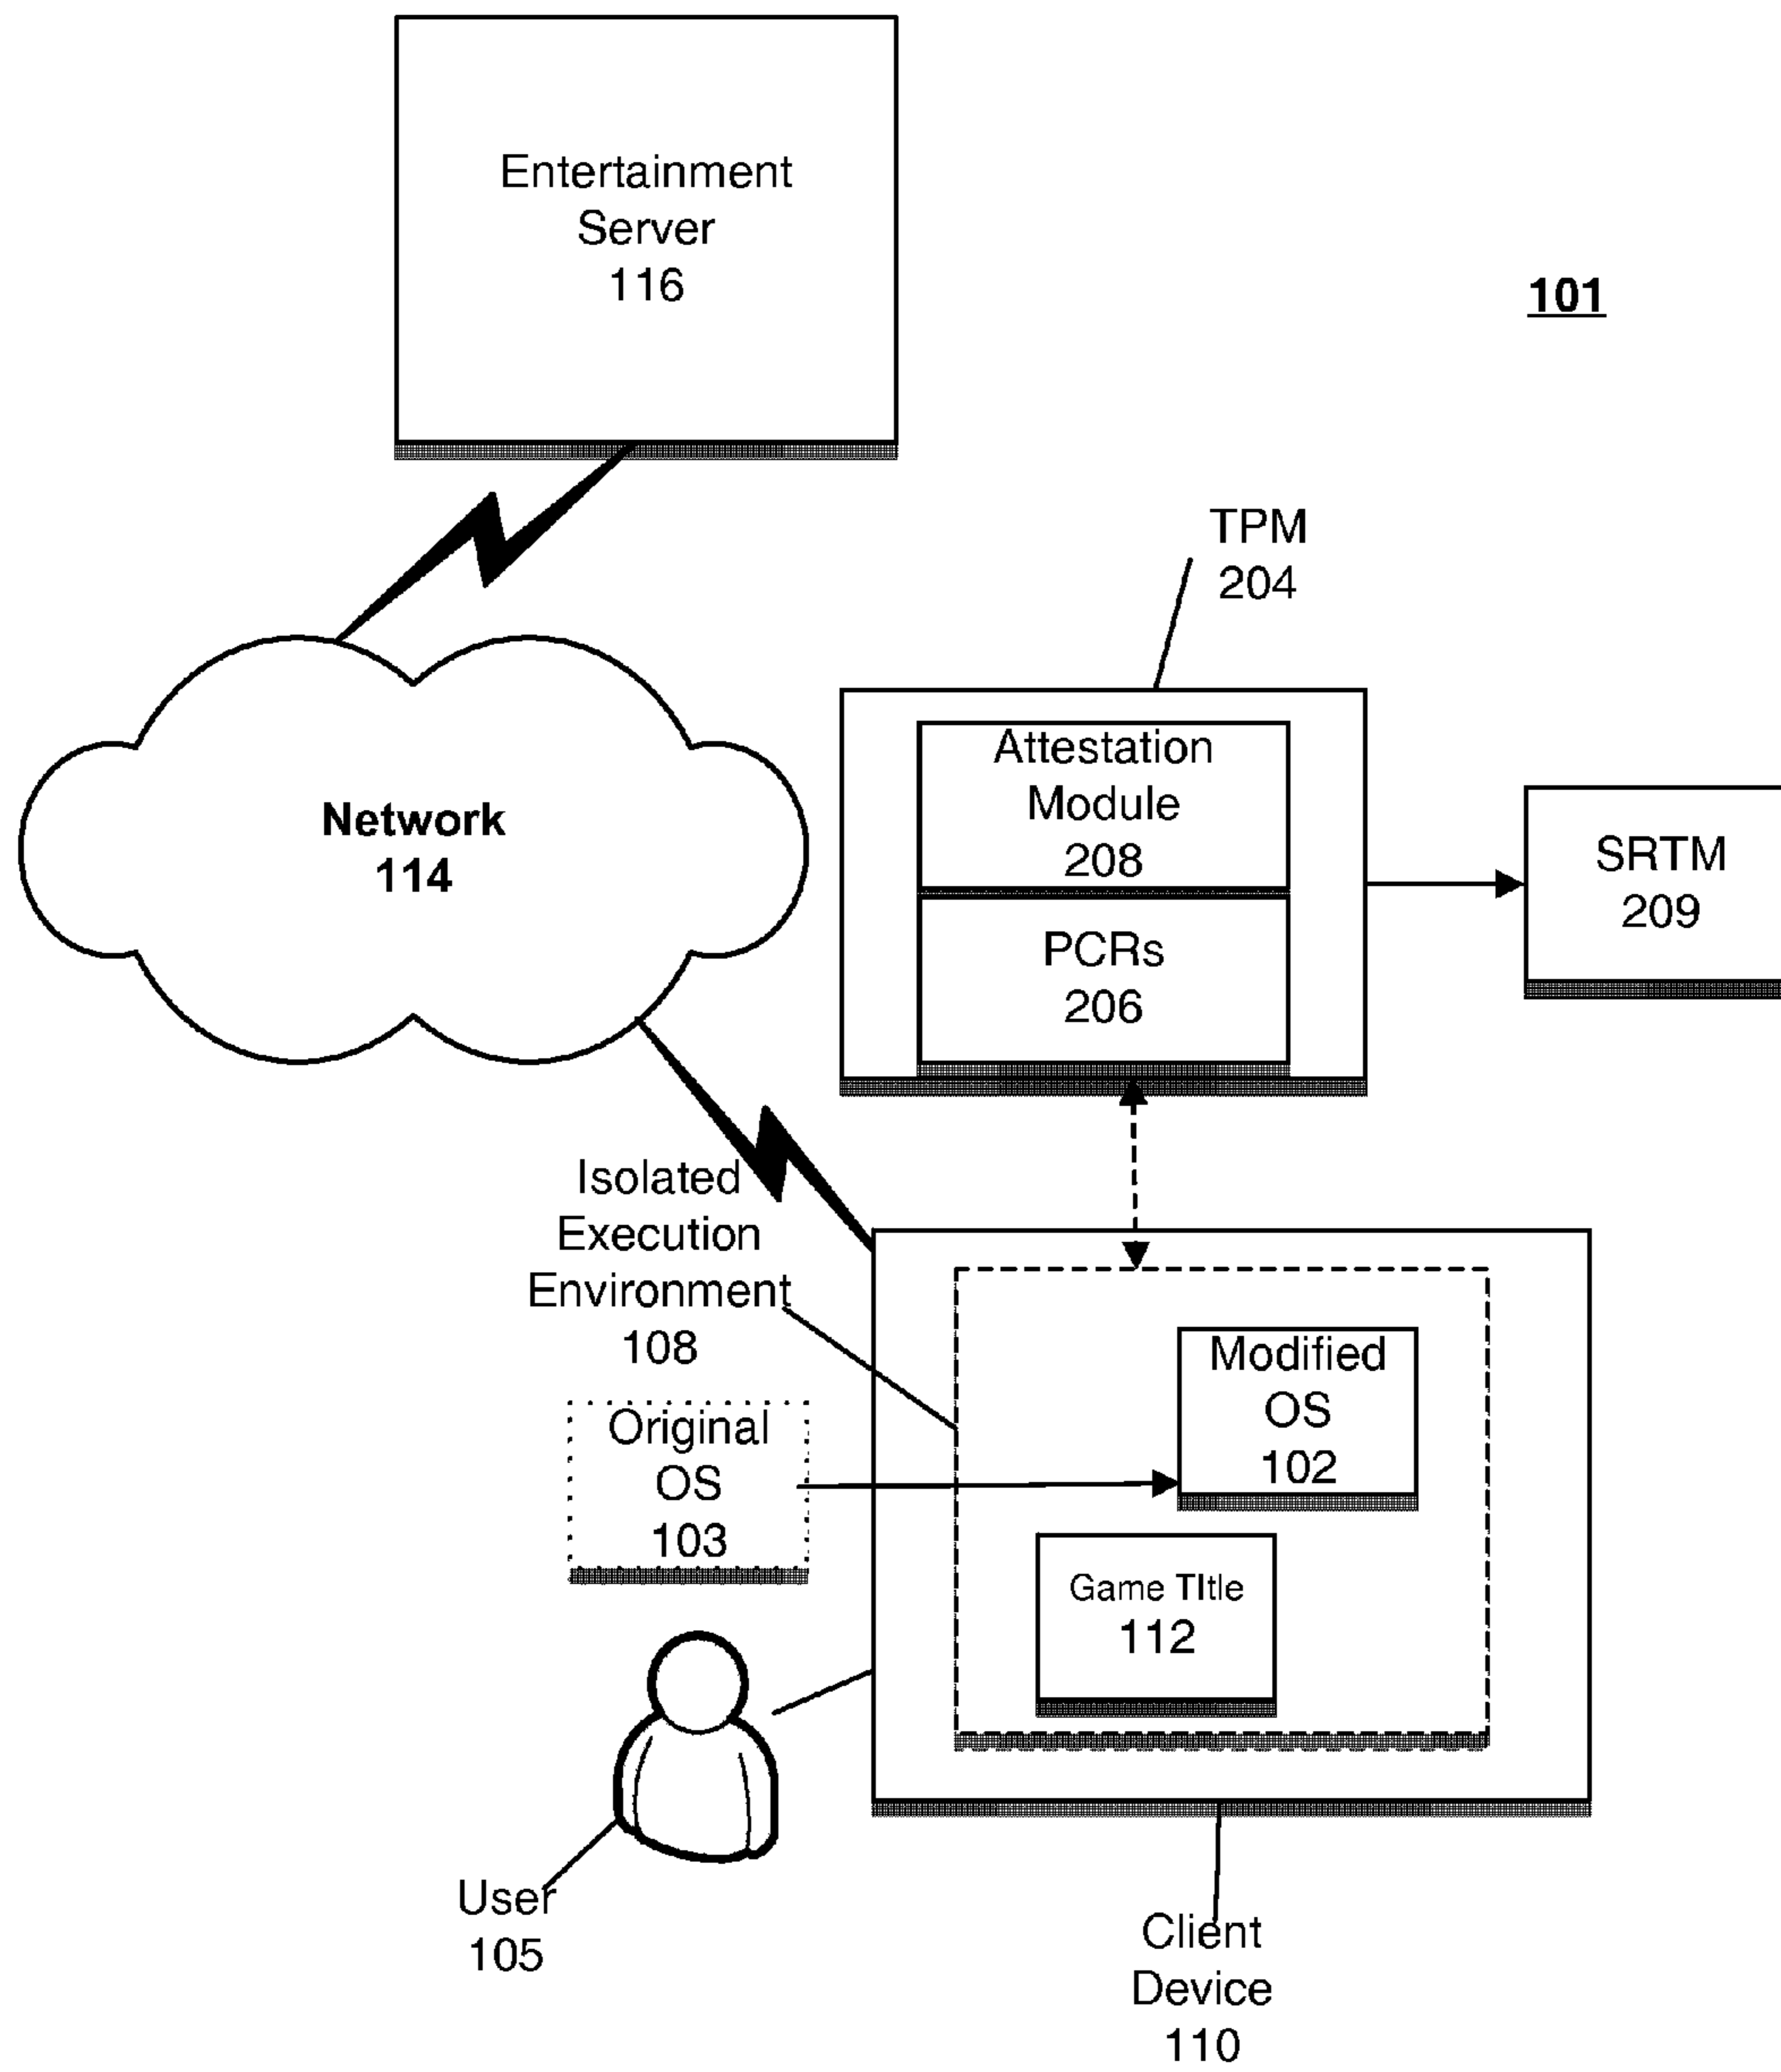 Entertainment
Server
116
101
TPM
204
Attestation
Module
208
Network
114
SRTM
209
PCRs
206
Isolated
Execution
Environment
108
Modified
OS
102
Original
OS
103
Game TItle
112
User
105
Client
Device
110